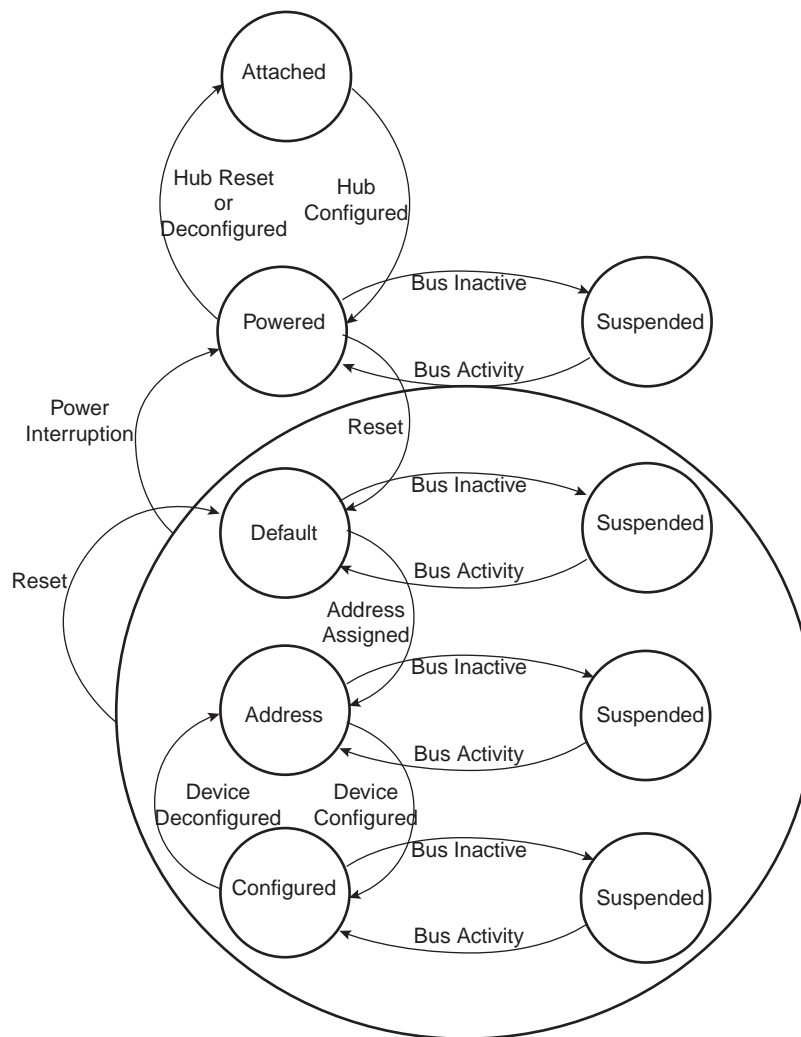 Attached
Hub Reset
or
Deconfigured
Hub
Configured
Bus Inactive
Powered
Suspended
Bus Activity
Power
Interruption
Reset
Bus Inactive
Default
Suspended
Bus Activity
Reset
Address
Assigned
Bus Inactive
Address
Suspended
Bus Activity
Device
Deconfigured
Device
Configured
Bus Inactive
Configured
Suspended
Bus Activity